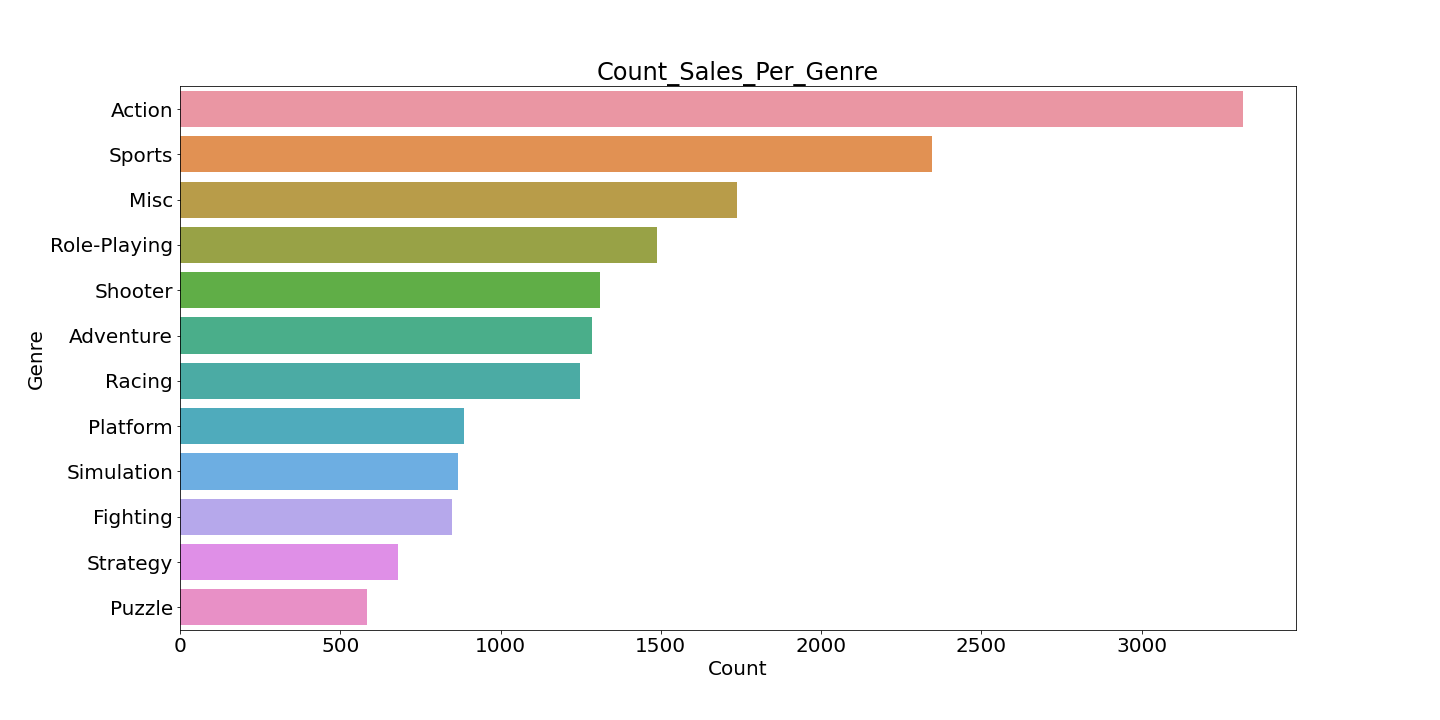 Count_Sales_Per_Genre
Action
Sports
Misc
Role-Playing
Shooter
Adventure
Racing
Platform
Simulation
Fighting
Strategy
Puzzle
Genre
0 500 1000 1500 2000 2500 3000
Count